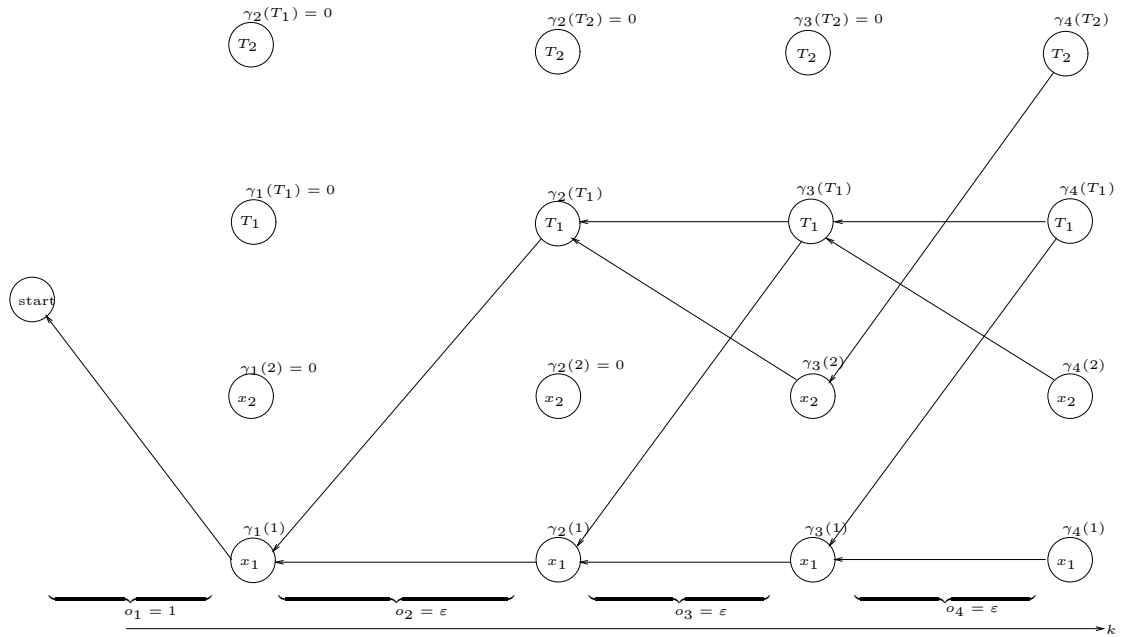 γ₂(T₁) = 0 γ₂(T₂) = 0 γ₃(T₂) = 0 γ₄(T₂)
T₂ T₂ T₂ T₂
γ₁(T₁) = 0 γ₂(T₁) γ₃(T₁) γ₄(T₁)
T₁ T₁ T₁ T₁
start
γ₁(2) = 0 γ₂(2) = 0 γ₃(2) γ₄(2)
x₂ x₂ x₂ x₂
γ₁(1) γ₂(1) γ₃(1) γ₄(1)
x₁ x₁ x₁ x₁
o₁ = 1 o₂ = ε o₃ = ε o₄ = ε
k